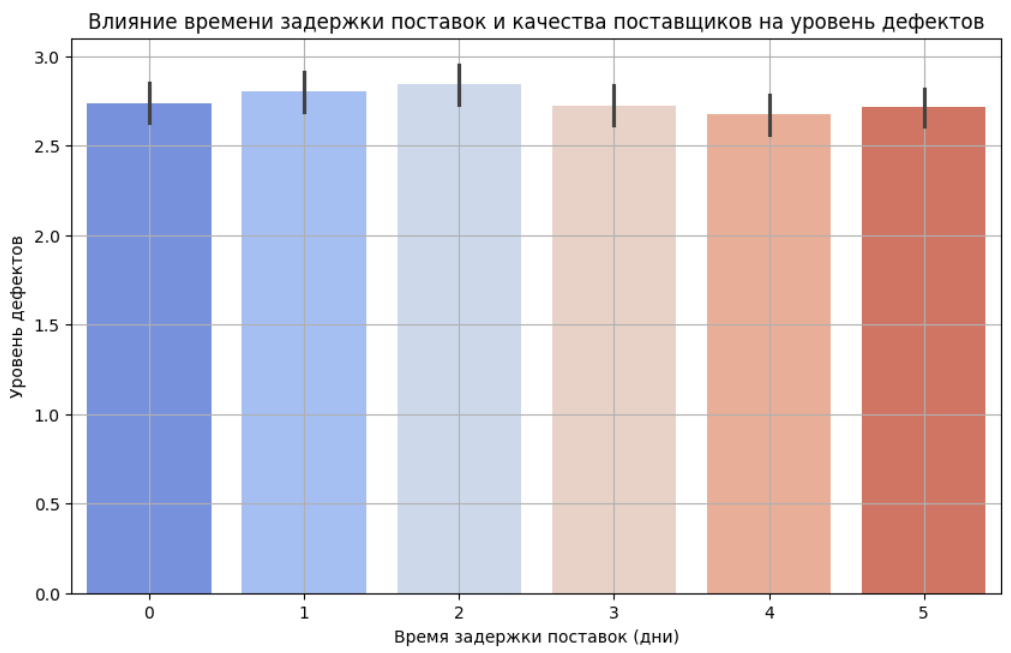 Влияние времени задержки поставок и качества поставщиков на уровень дефектов
Уровень дефектов
3.0
2.5
2.0
1.5
1.0
0.5
0.0
0 1 2 3 4 5
Время задержки поставок (дни)